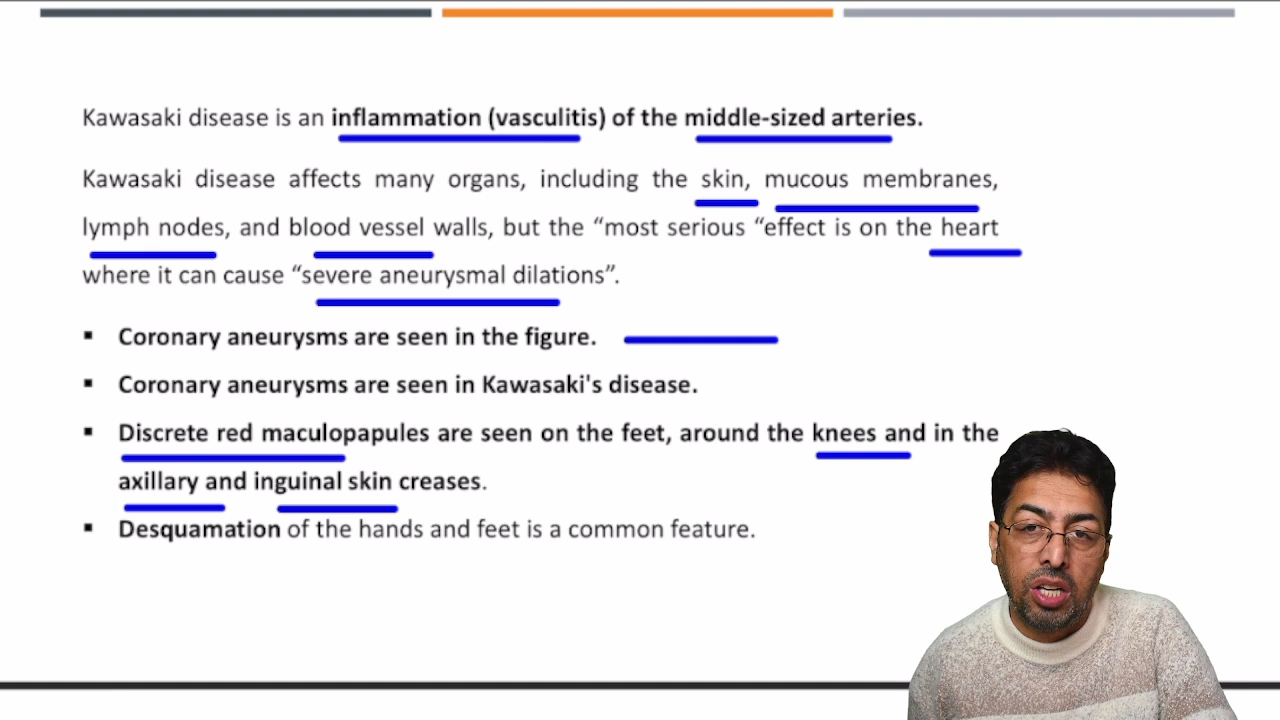 Kawasaki disease is an inflammation (vasculitis) of the middle-sized arteries.
Kawasaki disease affects many organs, including the skin, mucous membranes,
lymph nodes, and blood vessel walls, but the “most serious “effect is on the heart
where it can cause “severe aneurysmal dilations”.
▪ Coronary aneurysms are seen in the figure.
▪ Coronary aneurysms are seen in Kawasaki's disease.
▪ Discrete red maculopapules are seen on the feet, around the knees and in the
axillary and inguinal skin creases.
▪ Desquamation of the hands and feet is a common feature.